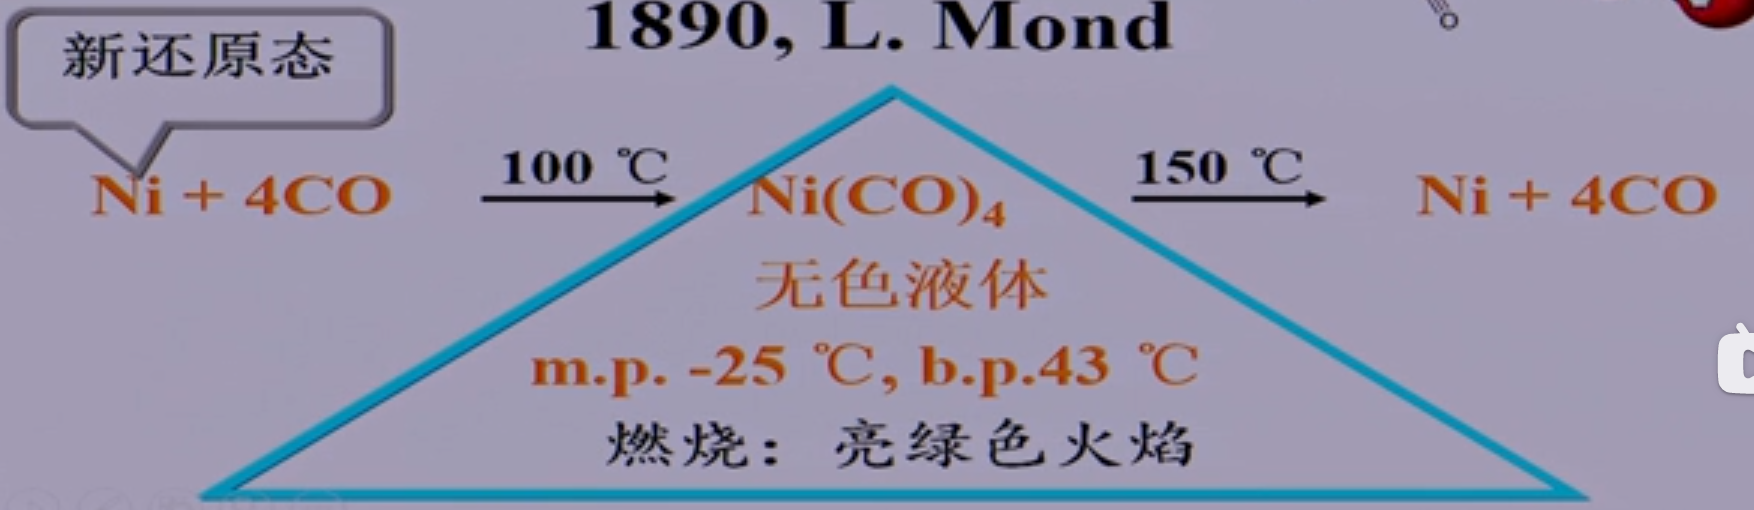 1890, L. Mond
新还原态
100 ℃
150 ℃
Ni + 4CO
Ni(CO)₄
Ni + 4CO
无色液体
m.p. -25 ℃, b.p.43 ℃
燃烧：亮绿色火焰